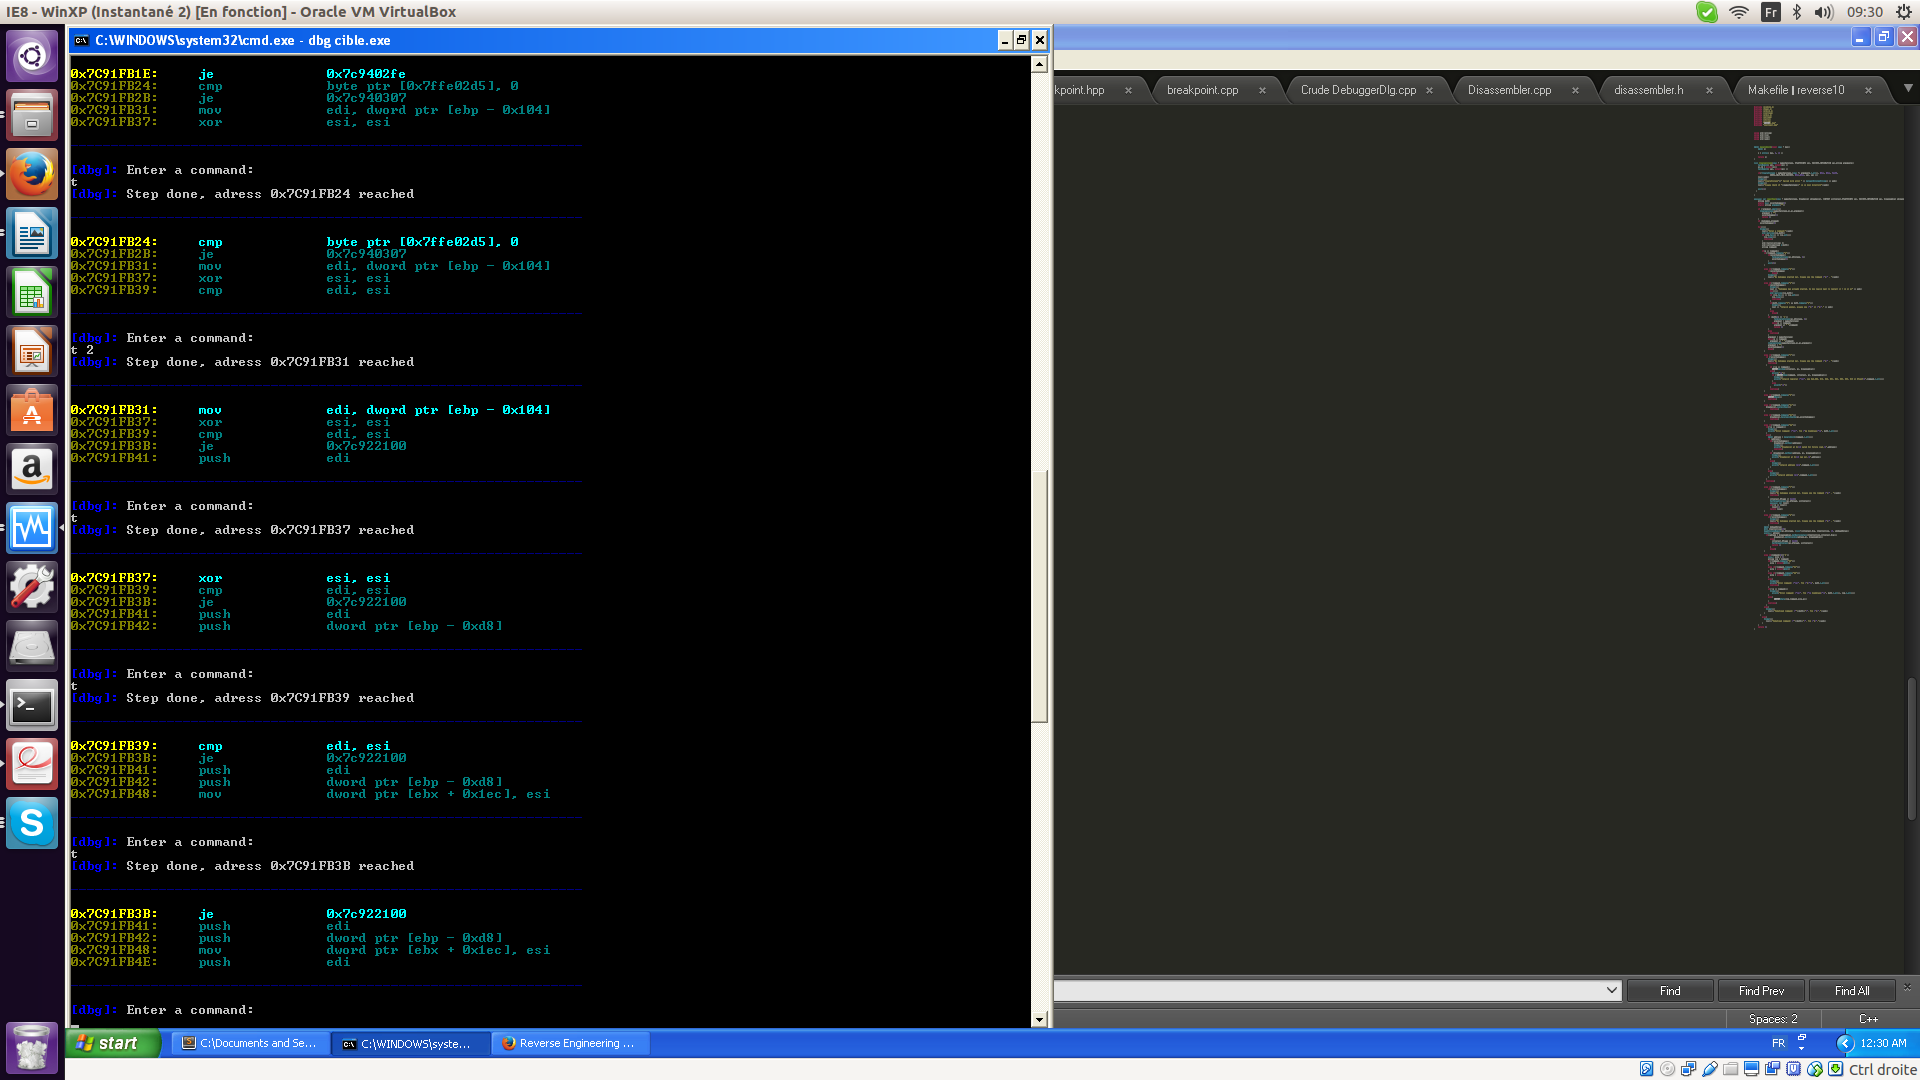 IE8 - WinXP (Instantané 2) [En fonction] - Oracle VM VirtualBox
Fr
09:30
C:\WINDOWS\system32\cmd.exe - dbg cible.exe
kpoint.hpp
breakpoint.cpp
Crude DebuggerDlg.cpp
Disassembler.cpp
disassembler.h
Makefile | reverse10
0x7C91FB1E: je 0x7c9402fe
0x7C91FB24: cmp byte ptr [0x7ffe02d5], 0
0x7C91FB2B: je 0x7c940307
0x7C91FB31: mov edi, dword ptr [ebp - 0x104]
0x7C91FB37: xor esi, esi
[dbg]: Enter a command:
t
[dbg]: Step done, adress 0x7C91FB24 reached
0x7C91FB24: cmp byte ptr [0x7ffe02d5], 0
0x7C91FB2B: je 0x7c940307
0x7C91FB31: mov edi, dword ptr [ebp - 0x104]
0x7C91FB37: xor esi, esi
0x7C91FB39: cmp edi, esi
[dbg]: Enter a command:
t 2
[dbg]: Step done, adress 0x7C91FB31 reached
0x7C91FB31: mov edi, dword ptr [ebp - 0x104]
0x7C91FB37: xor esi, esi
0x7C91FB39: cmp edi, esi
0x7C91FB3B: je 0x7c922100
0x7C91FB41: push edi
[dbg]: Enter a command:
t
[dbg]: Step done, adress 0x7C91FB37 reached
0x7C91FB37: xor esi, esi
0x7C91FB39: cmp edi, esi
0x7C91FB3B: je 0x7c922100
0x7C91FB41: push edi
0x7C91FB42: push dword ptr [ebp - 0xd8]
[dbg]: Enter a command:
t
[dbg]: Step done, adress 0x7C91FB39 reached
0x7C91FB39: cmp edi, esi
0x7C91FB3B: je 0x7c922100
0x7C91FB41: push edi
0x7C91FB42: push dword ptr [ebp - 0xd8]
0x7C91FB48: mov dword ptr [ebx + 0x1ec], esi
[dbg]: Enter a command:
t
[dbg]: Step done, adress 0x7C91FB3B reached
0x7C91FB3B: je 0x7c922100
0x7C91FB41: push edi
0x7C91FB42: push dword ptr [ebp - 0xd8]
0x7C91FB48: mov dword ptr [ebx + 0x1ec], esi
0x7C91FB4E: push edi
[dbg]: Enter a command:
Find
Find Prev
Find All
Spaces: 2
C++
start
C:\Documents and Se...
C:\WINDOWS\syste...
Reverse Engineering ...
FR
12:30 AM
Ctrl droite